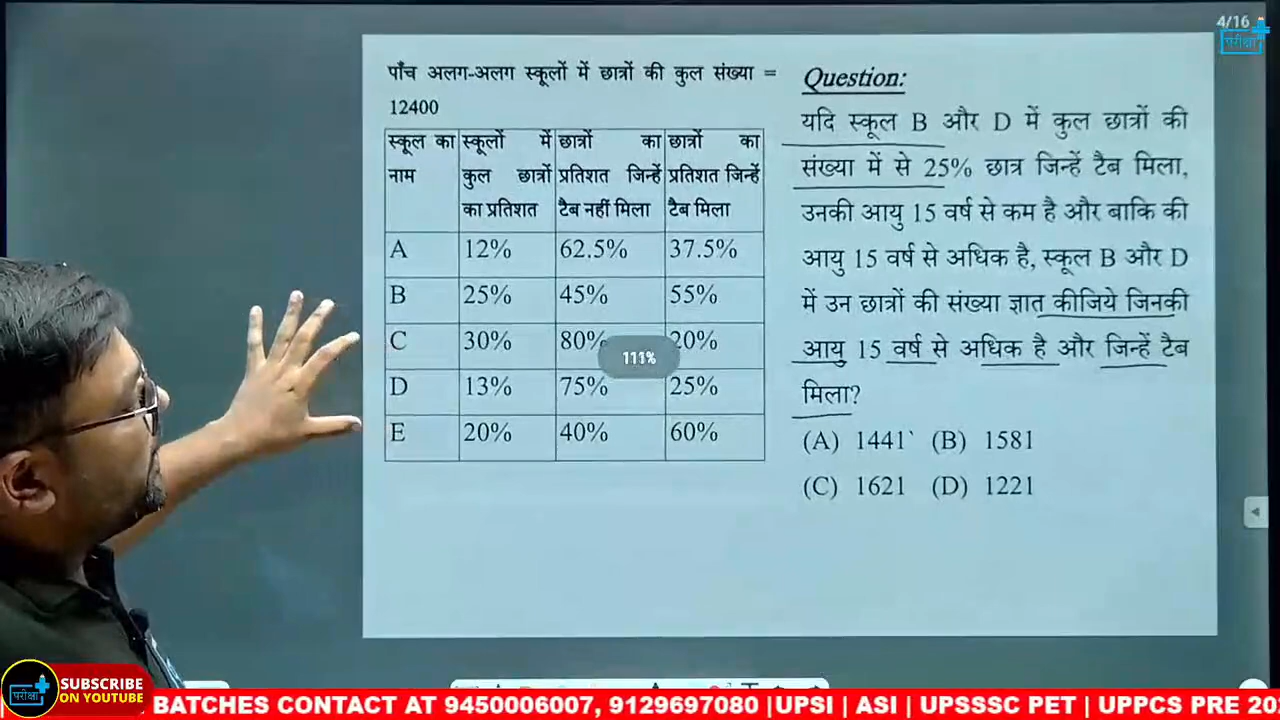 4/16
परीक्षा
पाँच अलग-अलग स्कूलों में छात्रों की कुल संख्या =
12400
स्कूल का नाम | स्कूलों में कुल छात्रों का प्रतिशत | छात्रों का प्रतिशत जिन्हें टैब नहीं मिला | छात्रों का प्रतिशत जिन्हें टैब मिला
A 12% 62.5% 37.5%
B 25% 45% 55%
C 30% 80% 20%
D 13% 75% 25%
E 20% 40% 60%
111%
Question:
यदि स्कूल B और D में कुल छात्रों की
संख्या में से 25% छात्र जिन्हें टैब मिला,
उनकी आयु 15 वर्ष से कम है और बाकि की
आयु 15 वर्ष से अधिक है, स्कूल B और D
में उन छात्रों की संख्या ज्ञात कीजिये जिनकी
आयु 15 वर्ष से अधिक है और जिन्हें टैब
मिला?
(A) 1441` (B) 1581
(C) 1621 (D) 1221
परीक्षा
SUBSCRIBE
ON YOUTUBE
BATCHES CONTACT AT 9450006007, 9129697080 |UPSI | ASI | UPSSSC PET | UPPCS PRE 20